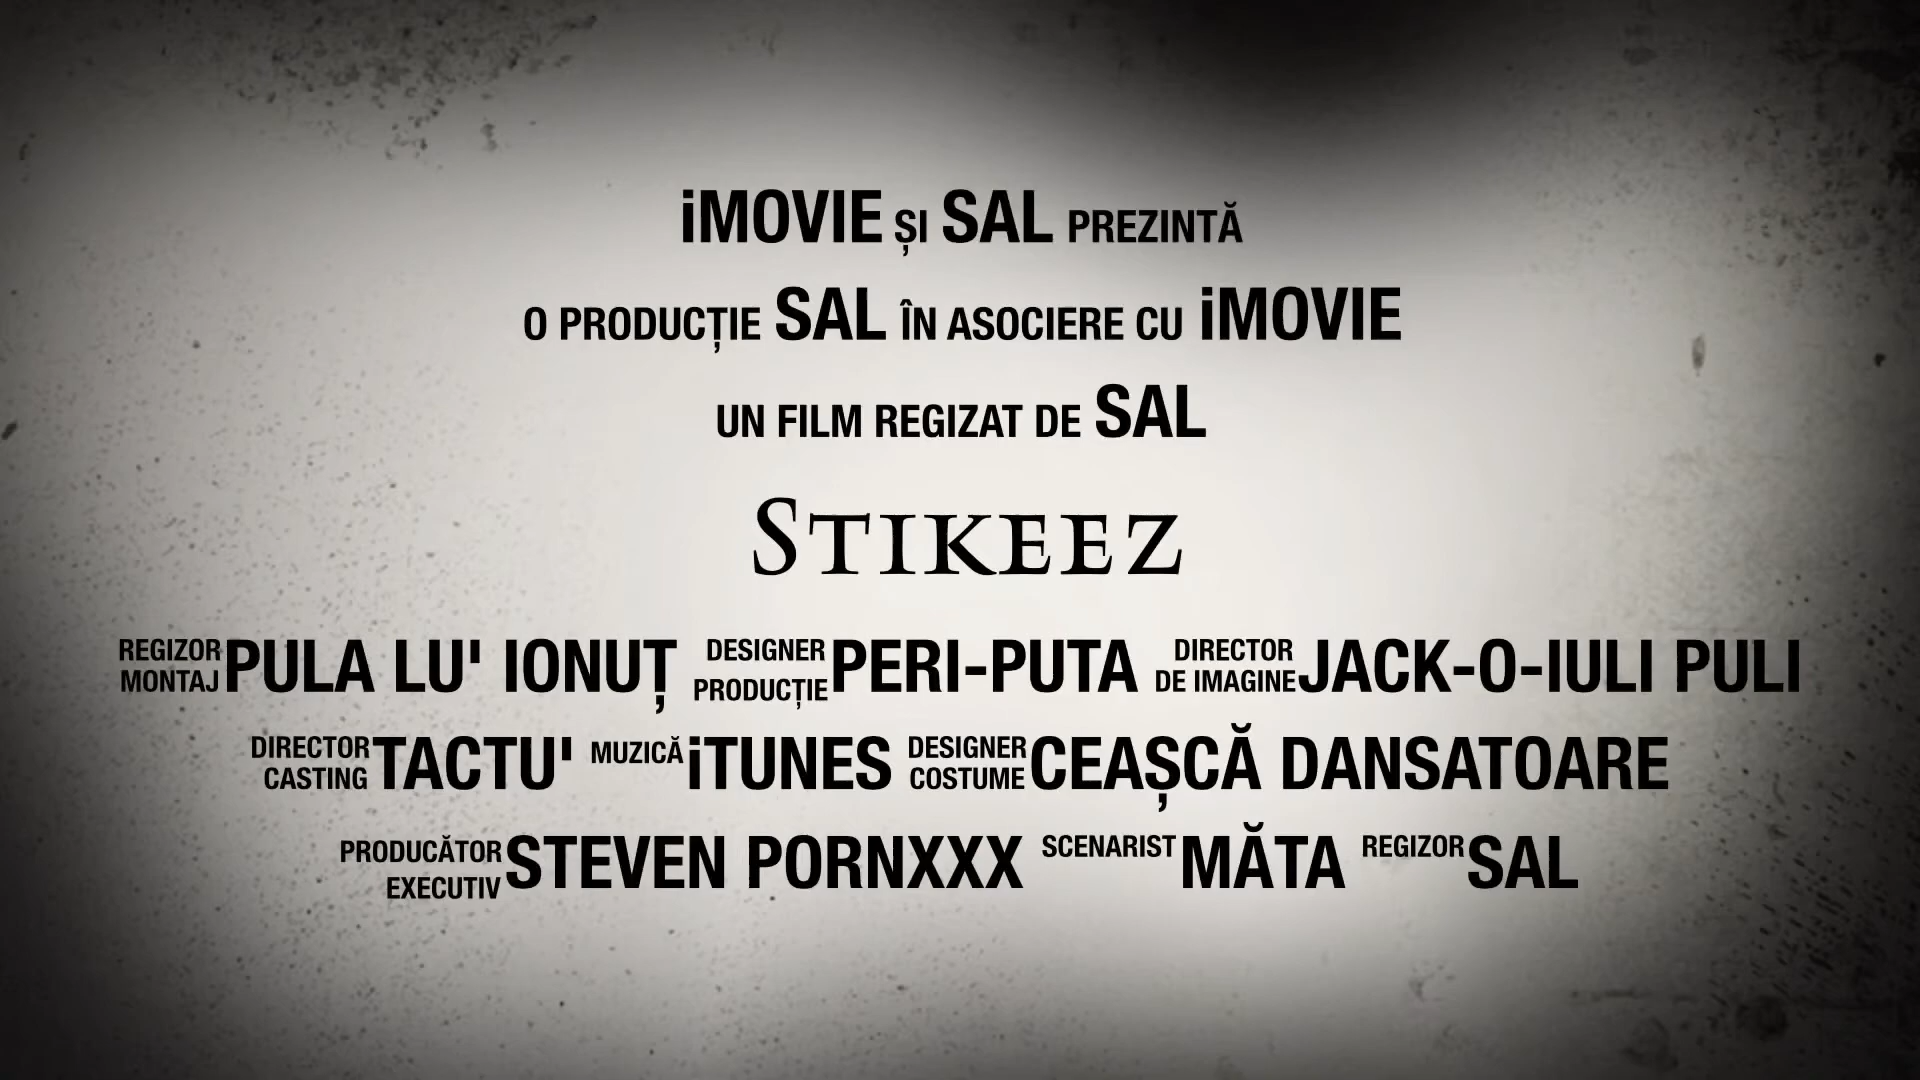 iMOVIE ȘI SAL PREZINTĂ
O PRODUCȚIE SAL ÎN ASOCIERE CU iMOVIE
UN FILM REGIZAT DE SAL
STIKEEZ
REGIZOR MONTAJ PULA LU' IONUȚ DESIGNER PRODUCȚIE PERI-PUTA DIRECTOR DE IMAGINE JACK-O-IULI PULI
DIRECTOR CASTING TACTU' MUZICĂ iTUNES DESIGNER COSTUME CEAȘCĂ DANSATOARE
PRODUCĂTOR EXECUTIV STEVEN PORNXXX SCENARIST MĂTA REGIZOR SAL